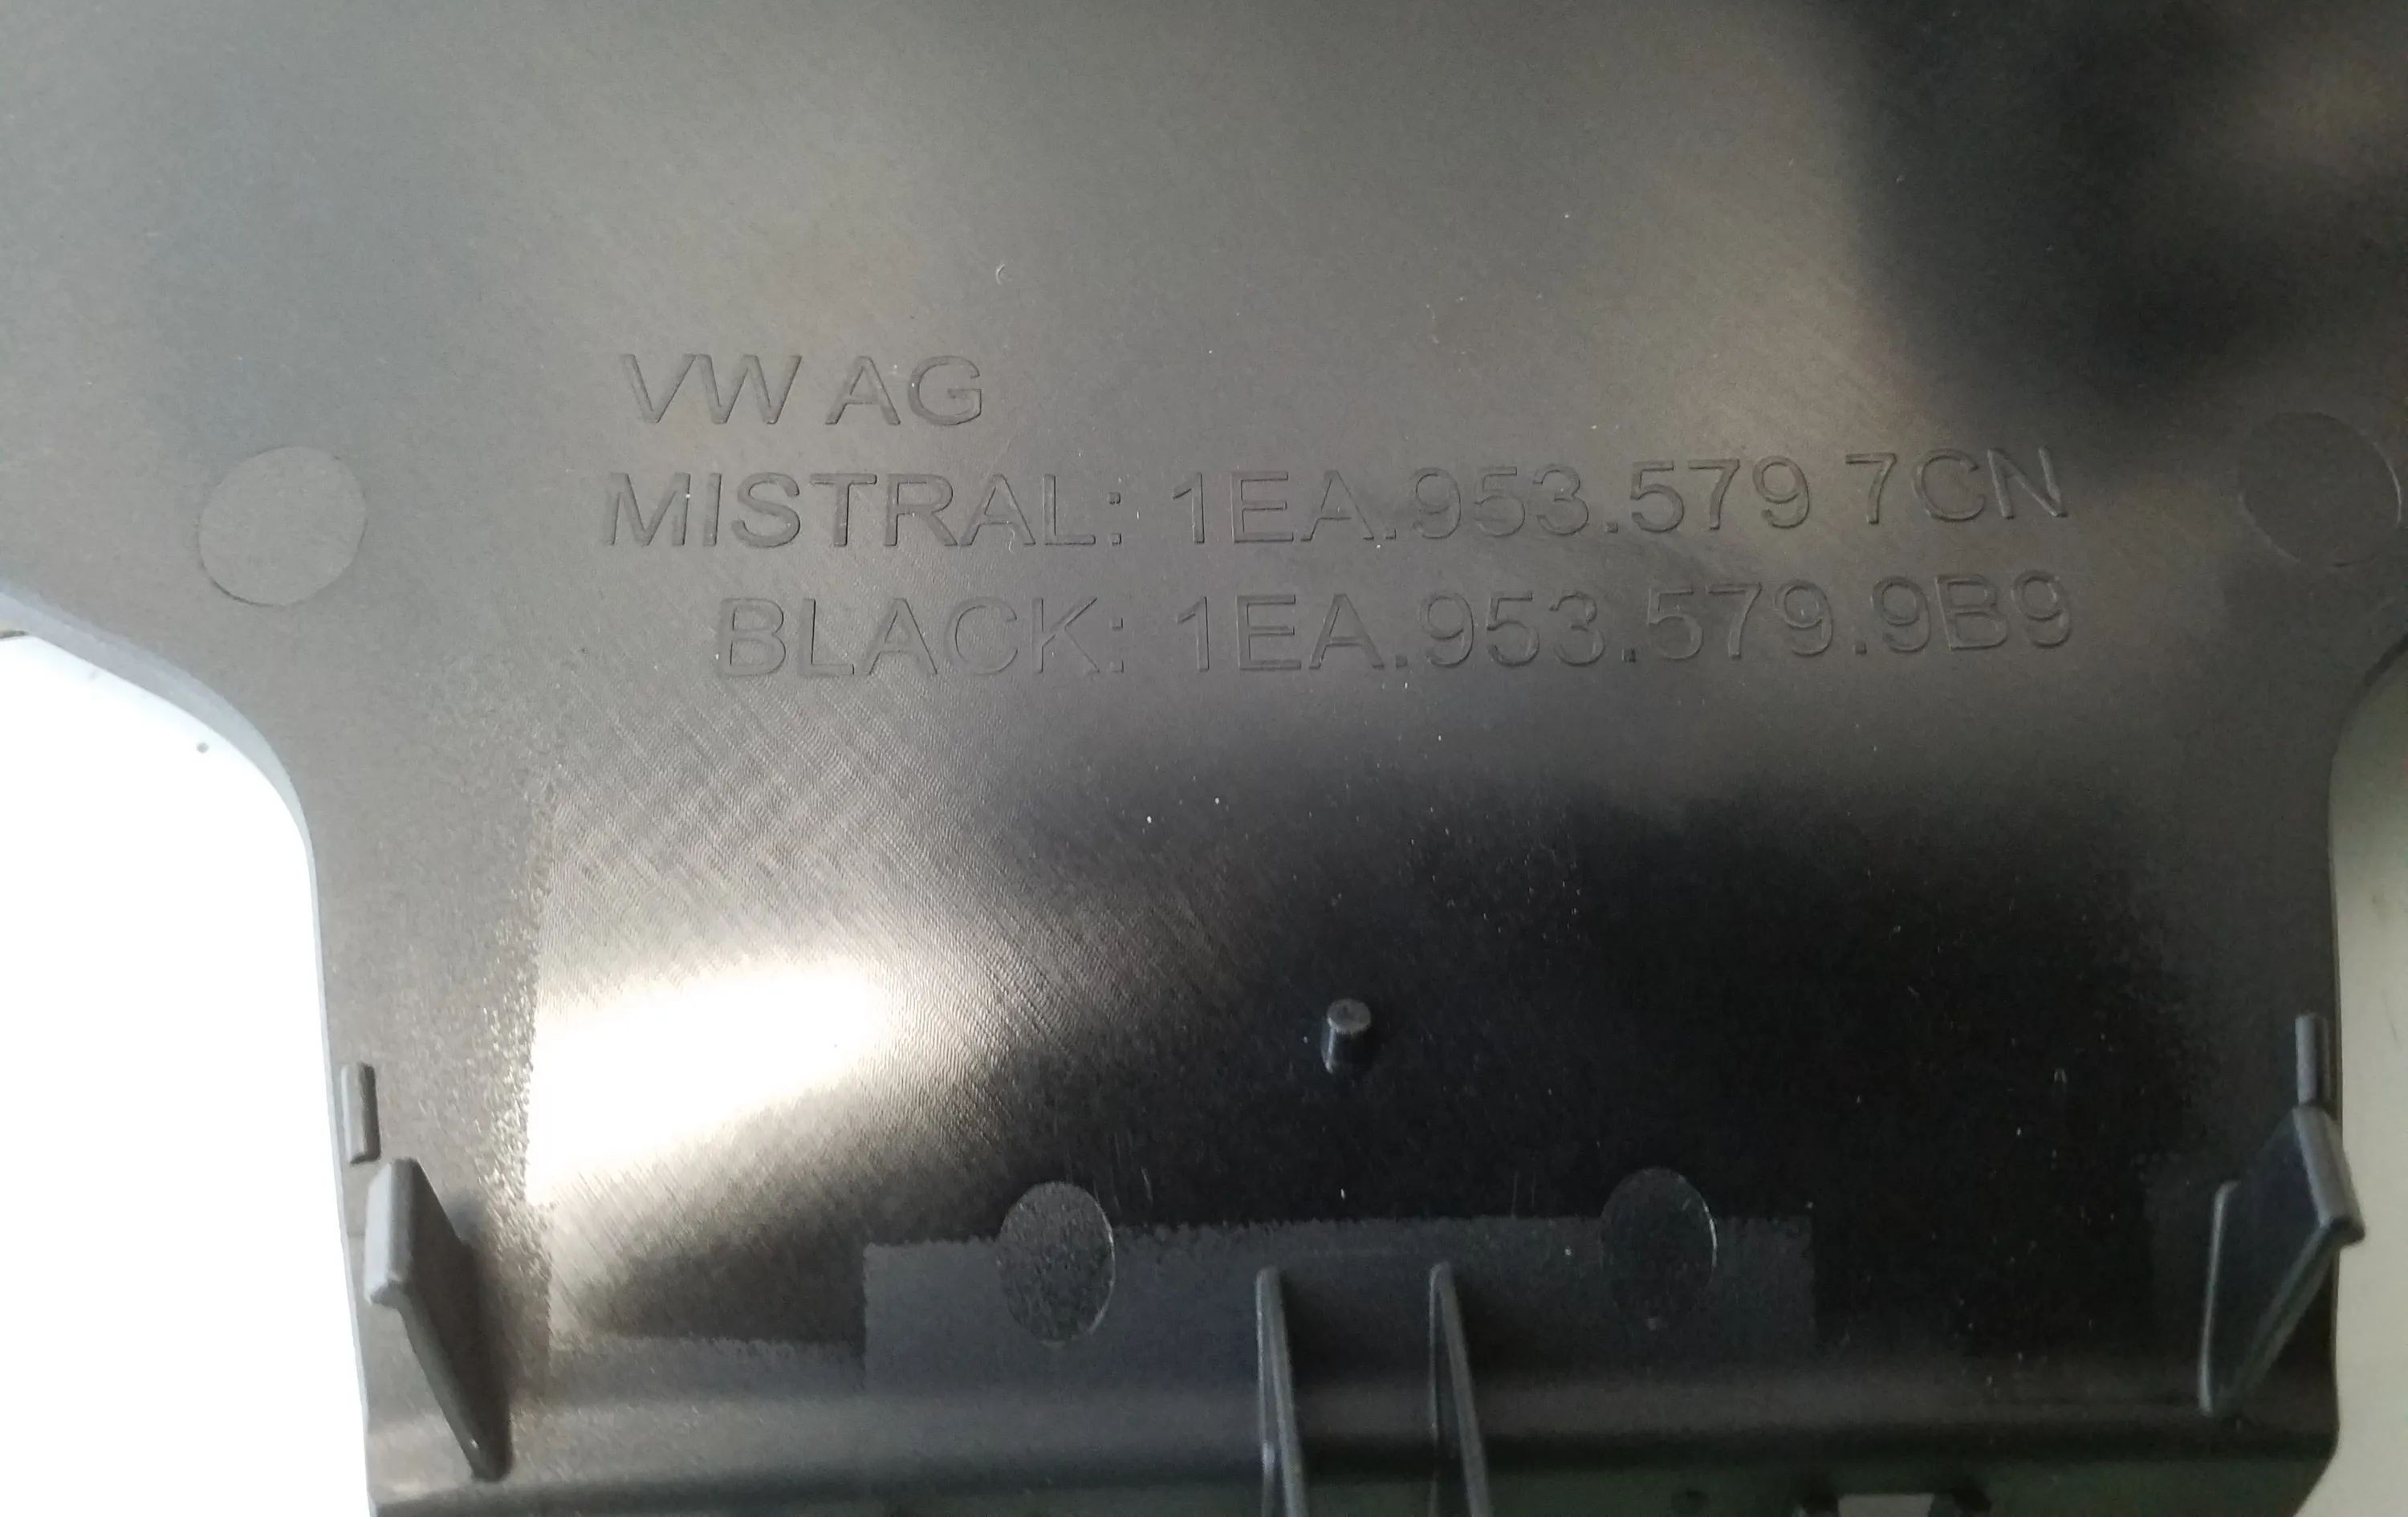 VW AG
MISTRAL: 1EA.953.579 7CN
BLACK: 1EA.953.579.9B9